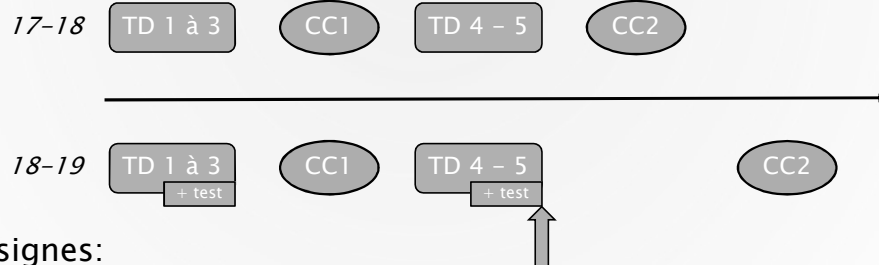 17-18 TD 1 à 3 CC1 TD 4 - 5 CC2
18-19 TD 1 à 3 CC1 TD 4 - 5 CC2
+ test + test
signes: